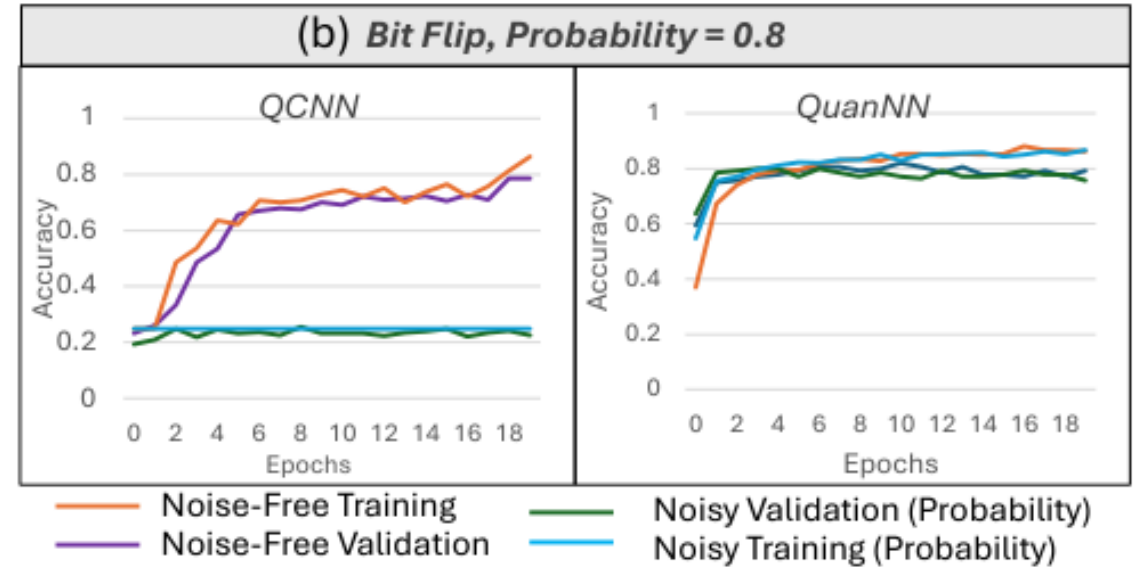 (b) Bit Flip, Probability = 0.8
QCNN
Accuracy
1
0.8
0.6
0.4
0.2
0
0 2 4 6 8 10 12 14 16 18
Epochs
QuanNN
Accuracy
1
0.8
0.6
0.4
0.2
0
0 2 4 6 8 10 12 14 16 18
Epochs
Noise-Free Training
Noise-Free Validation
Noisy Validation (Probability)
Noisy Training (Probability)